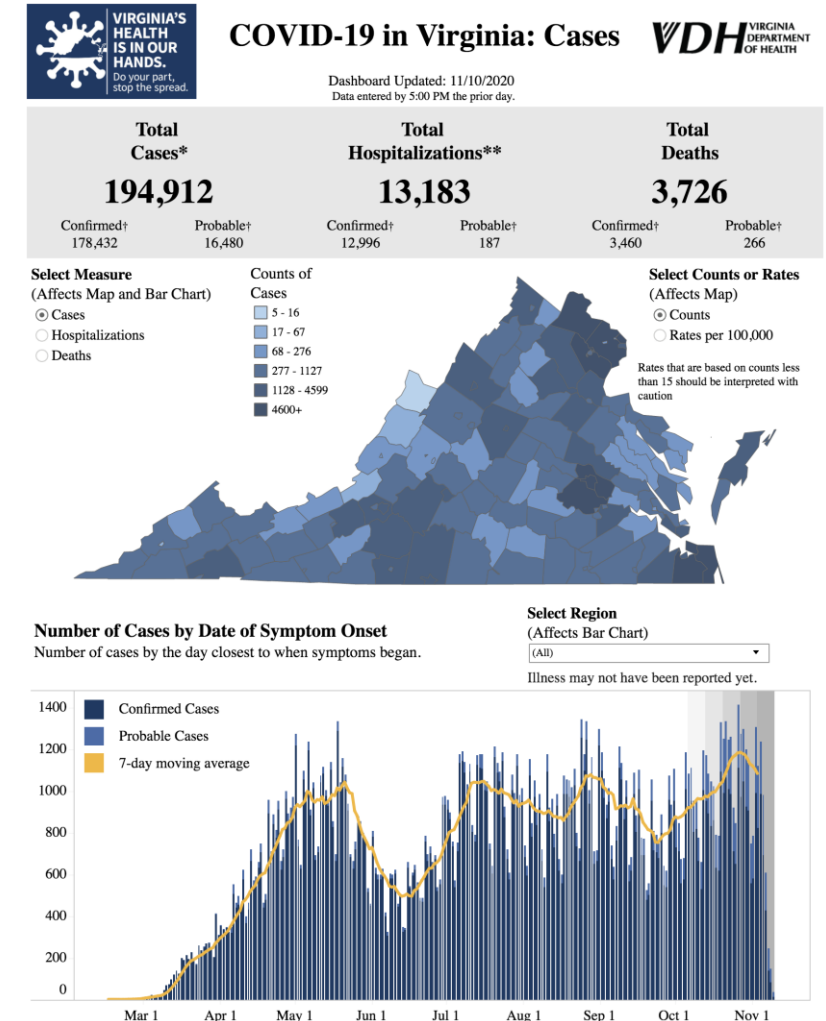 VIRGINIA'S
HEALTH
IS IN OUR
HANDS.
Do your part,
stop the spread.
COVID-19 in Virginia: Cases
VDH VIRGINIA
DEPARTMENT
OF HEALTH
Dashboard Updated: 11/10/2020
Data entered by 5:00 PM the prior day.
Total
Cases*
194,912
Confirmed† Probable†
178,432 16,480
Total
Hospitalizations**
13,183
Confirmed† Probable†
12,996 187
Total
Deaths
3,726
Confirmed† Probable†
3,460 266
Select Measure
(Affects Map and Bar Chart)
Cases
Hospitalizations
Deaths
Counts of
Cases
5 - 16
17 - 67
68 - 276
277 - 1127
1128 - 4599
4600+
Select Counts or Rates
(Affects Map)
Counts
Rates per 100,000
Rates that are based on counts less
than 15 should be interpreted with
caution
Number of Cases by Date of Symptom Onset
Number of cases by the day closest to when symptoms began.
Select Region
(Affects Bar Chart)
(All)
Illness may not have been reported yet.
Confirmed Cases
Probable Cases
7-day moving average
1400
1200
1000
800
600
400
200
0
Mar 1 Apr 1 May 1 Jun 1 Jul 1 Aug 1 Sep 1 Oct 1 Nov 1